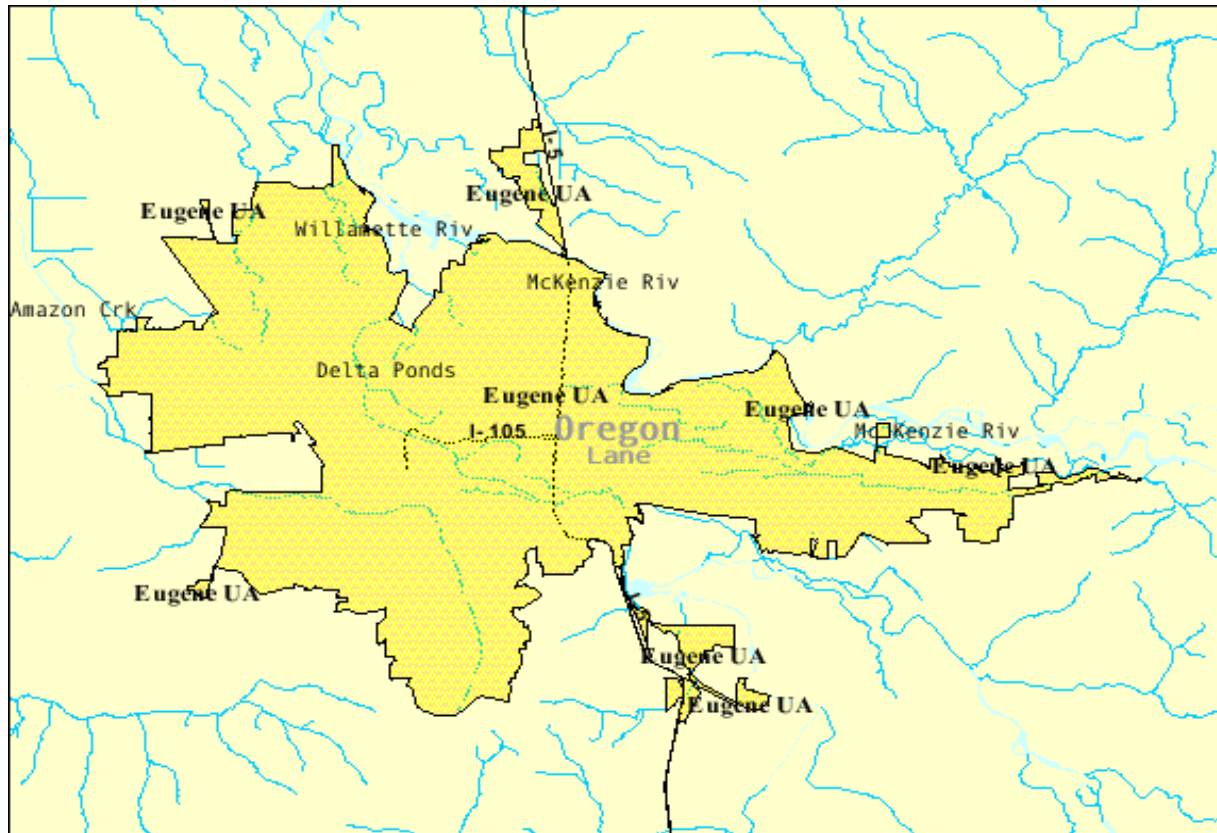 I-5
Eugene UA
Eugene UA
Willamette Riv
McKenzie Riv
Amazon Crk
Delta Ponds
Eugene UA
Eugene UA
I-105
Oregon
McKenzie Riv
Lane
Eugene UA
Eugene UA
Eugene UA
Eugene UA